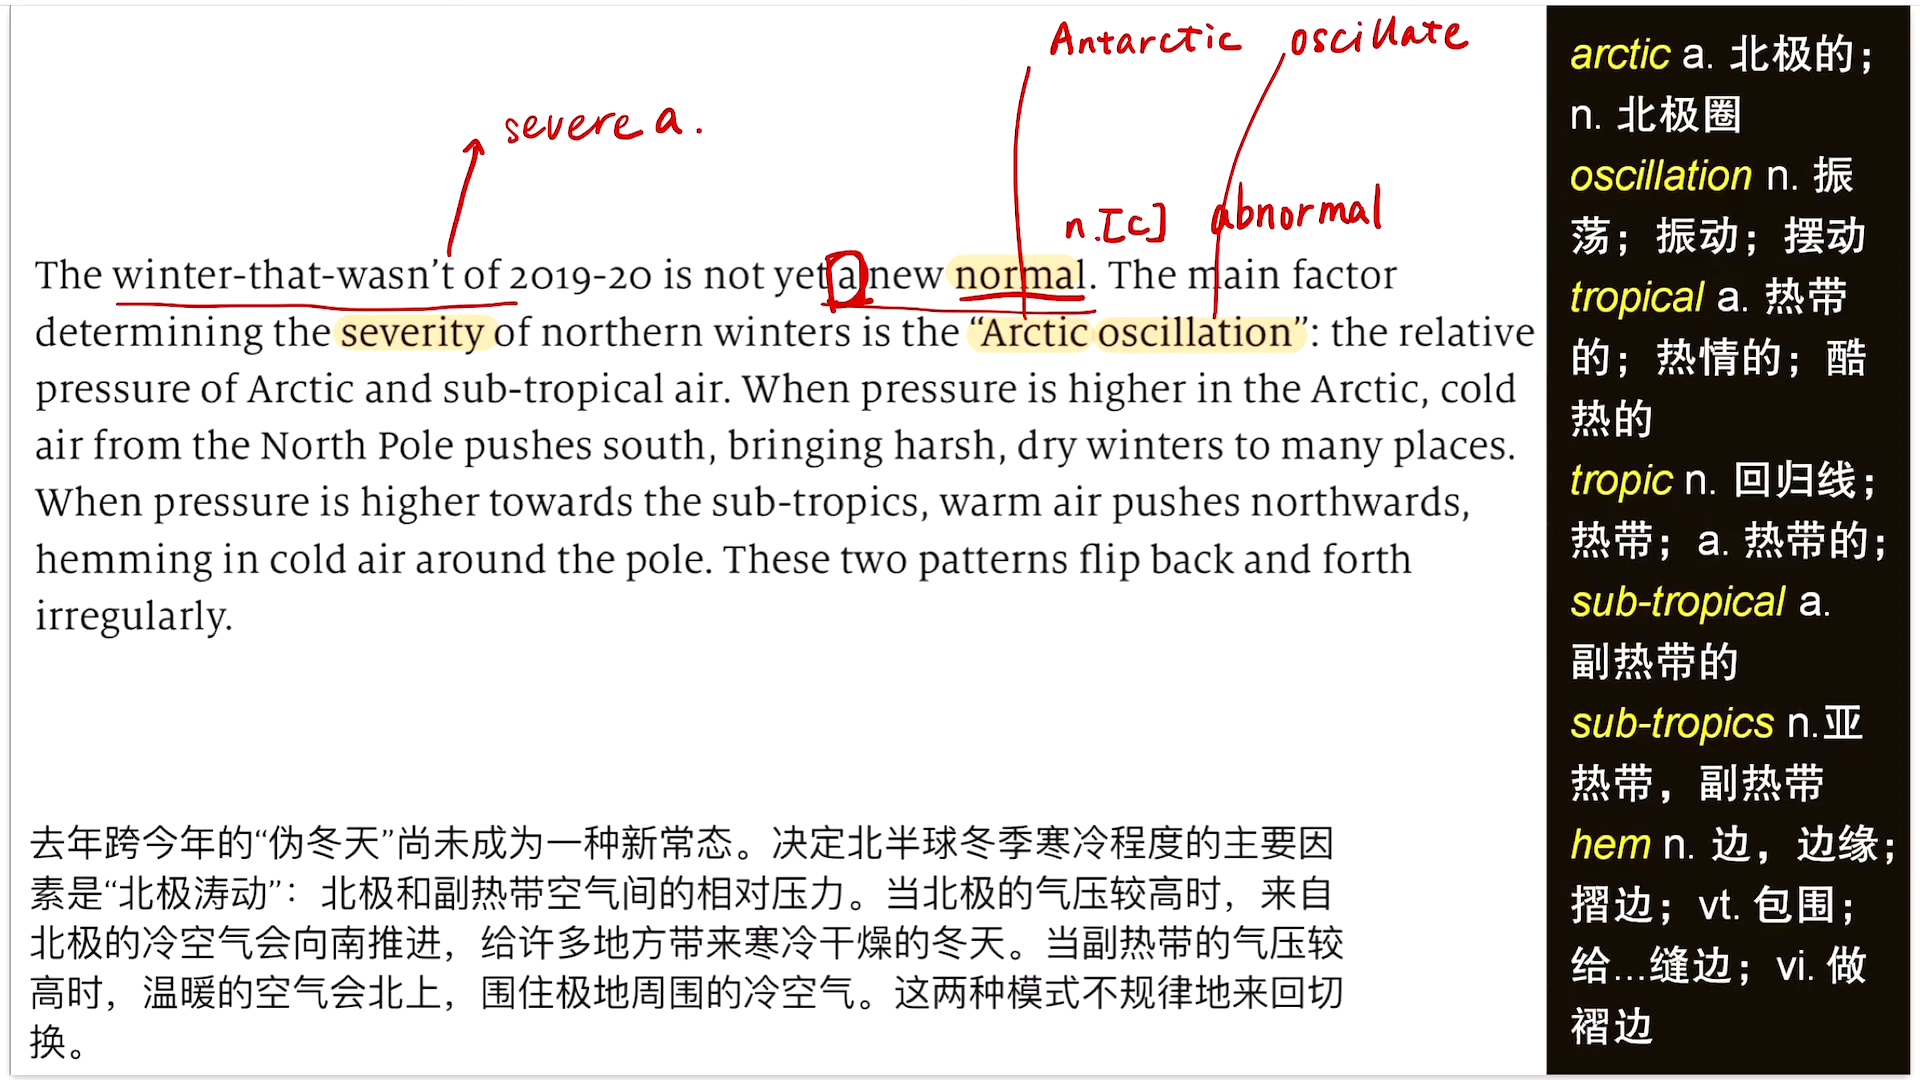 Antarctic oscillate
severe a.
n.[c] abnormal
The winter-that-wasn’t of 2019-20 is not yet a new normal. The main factor
determining the severity of northern winters is the “Arctic oscillation”: the relative
pressure of Arctic and sub-tropical air. When pressure is higher in the Arctic, cold
air from the North Pole pushes south, bringing harsh, dry winters to many places.
When pressure is higher towards the sub-tropics, warm air pushes northwards,
hemming in cold air around the pole. These two patterns flip back and forth
irregularly.
去年跨今年的“伪冬天”尚未成为一种新常态。决定北半球冬季寒冷程度的主要因
素是“北极涛动”：北极和副热带空气间的相对压力。当北极的气压较高时，来自
北极的冷空气会向南推进，给许多地方带来寒冷干燥的冬天。当副热带的气压较
高时，温暖的空气会北上，围住极地周围的冷空气。这两种模式不规律地来回切
换。
arctic a. 北极的；
n. 北极圈
oscillation n. 振
荡；振动；摆动
tropical a. 热带
的；热情的；酷
热的
tropic n. 回归线；
热带；a. 热带的；
sub-tropical a.
副热带的
sub-tropics n.亚
热带，副热带
hem n. 边，边缘；
摺边；vt. 包围；
给...缝边；vi. 做
褶边